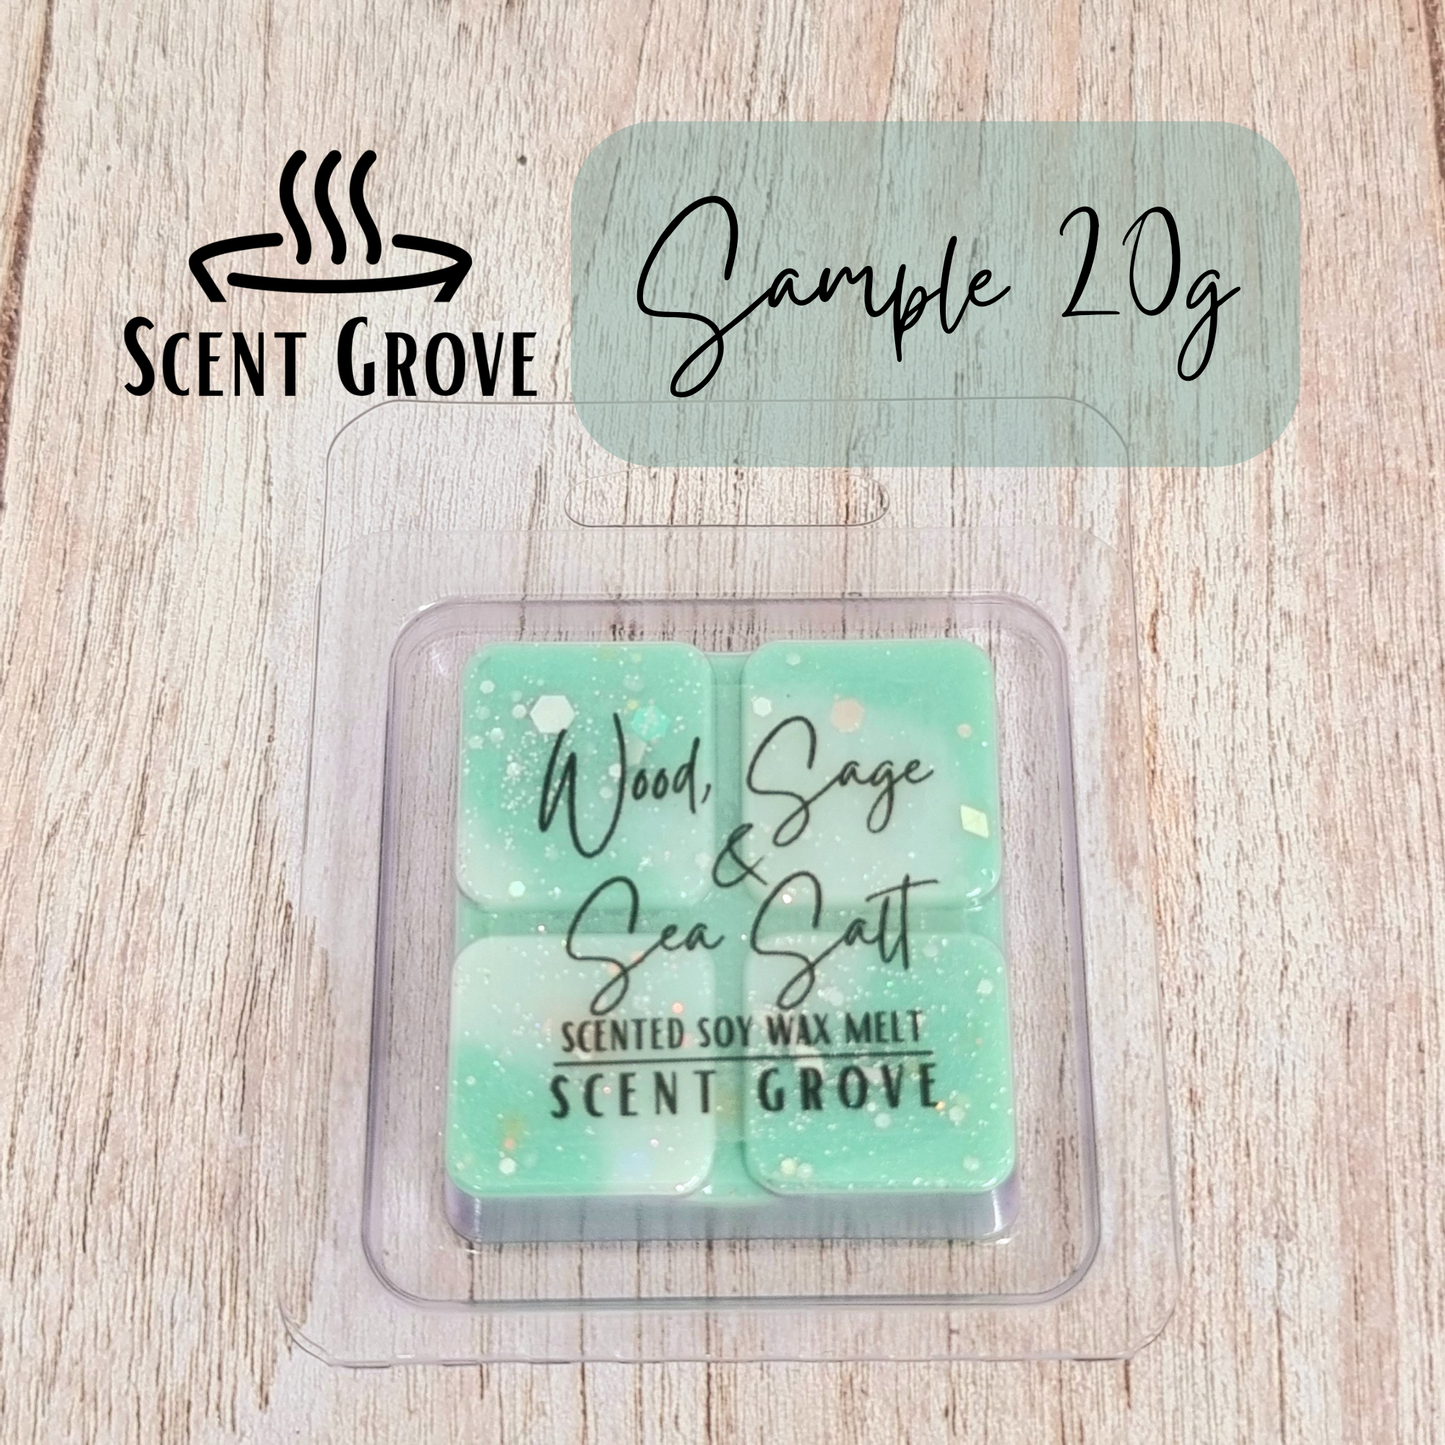 SCENT GROVE
Sample 20g
Wood, Sage
&
Sea Salt
SCENTED SOY WAX MELT
SCENT GROVE